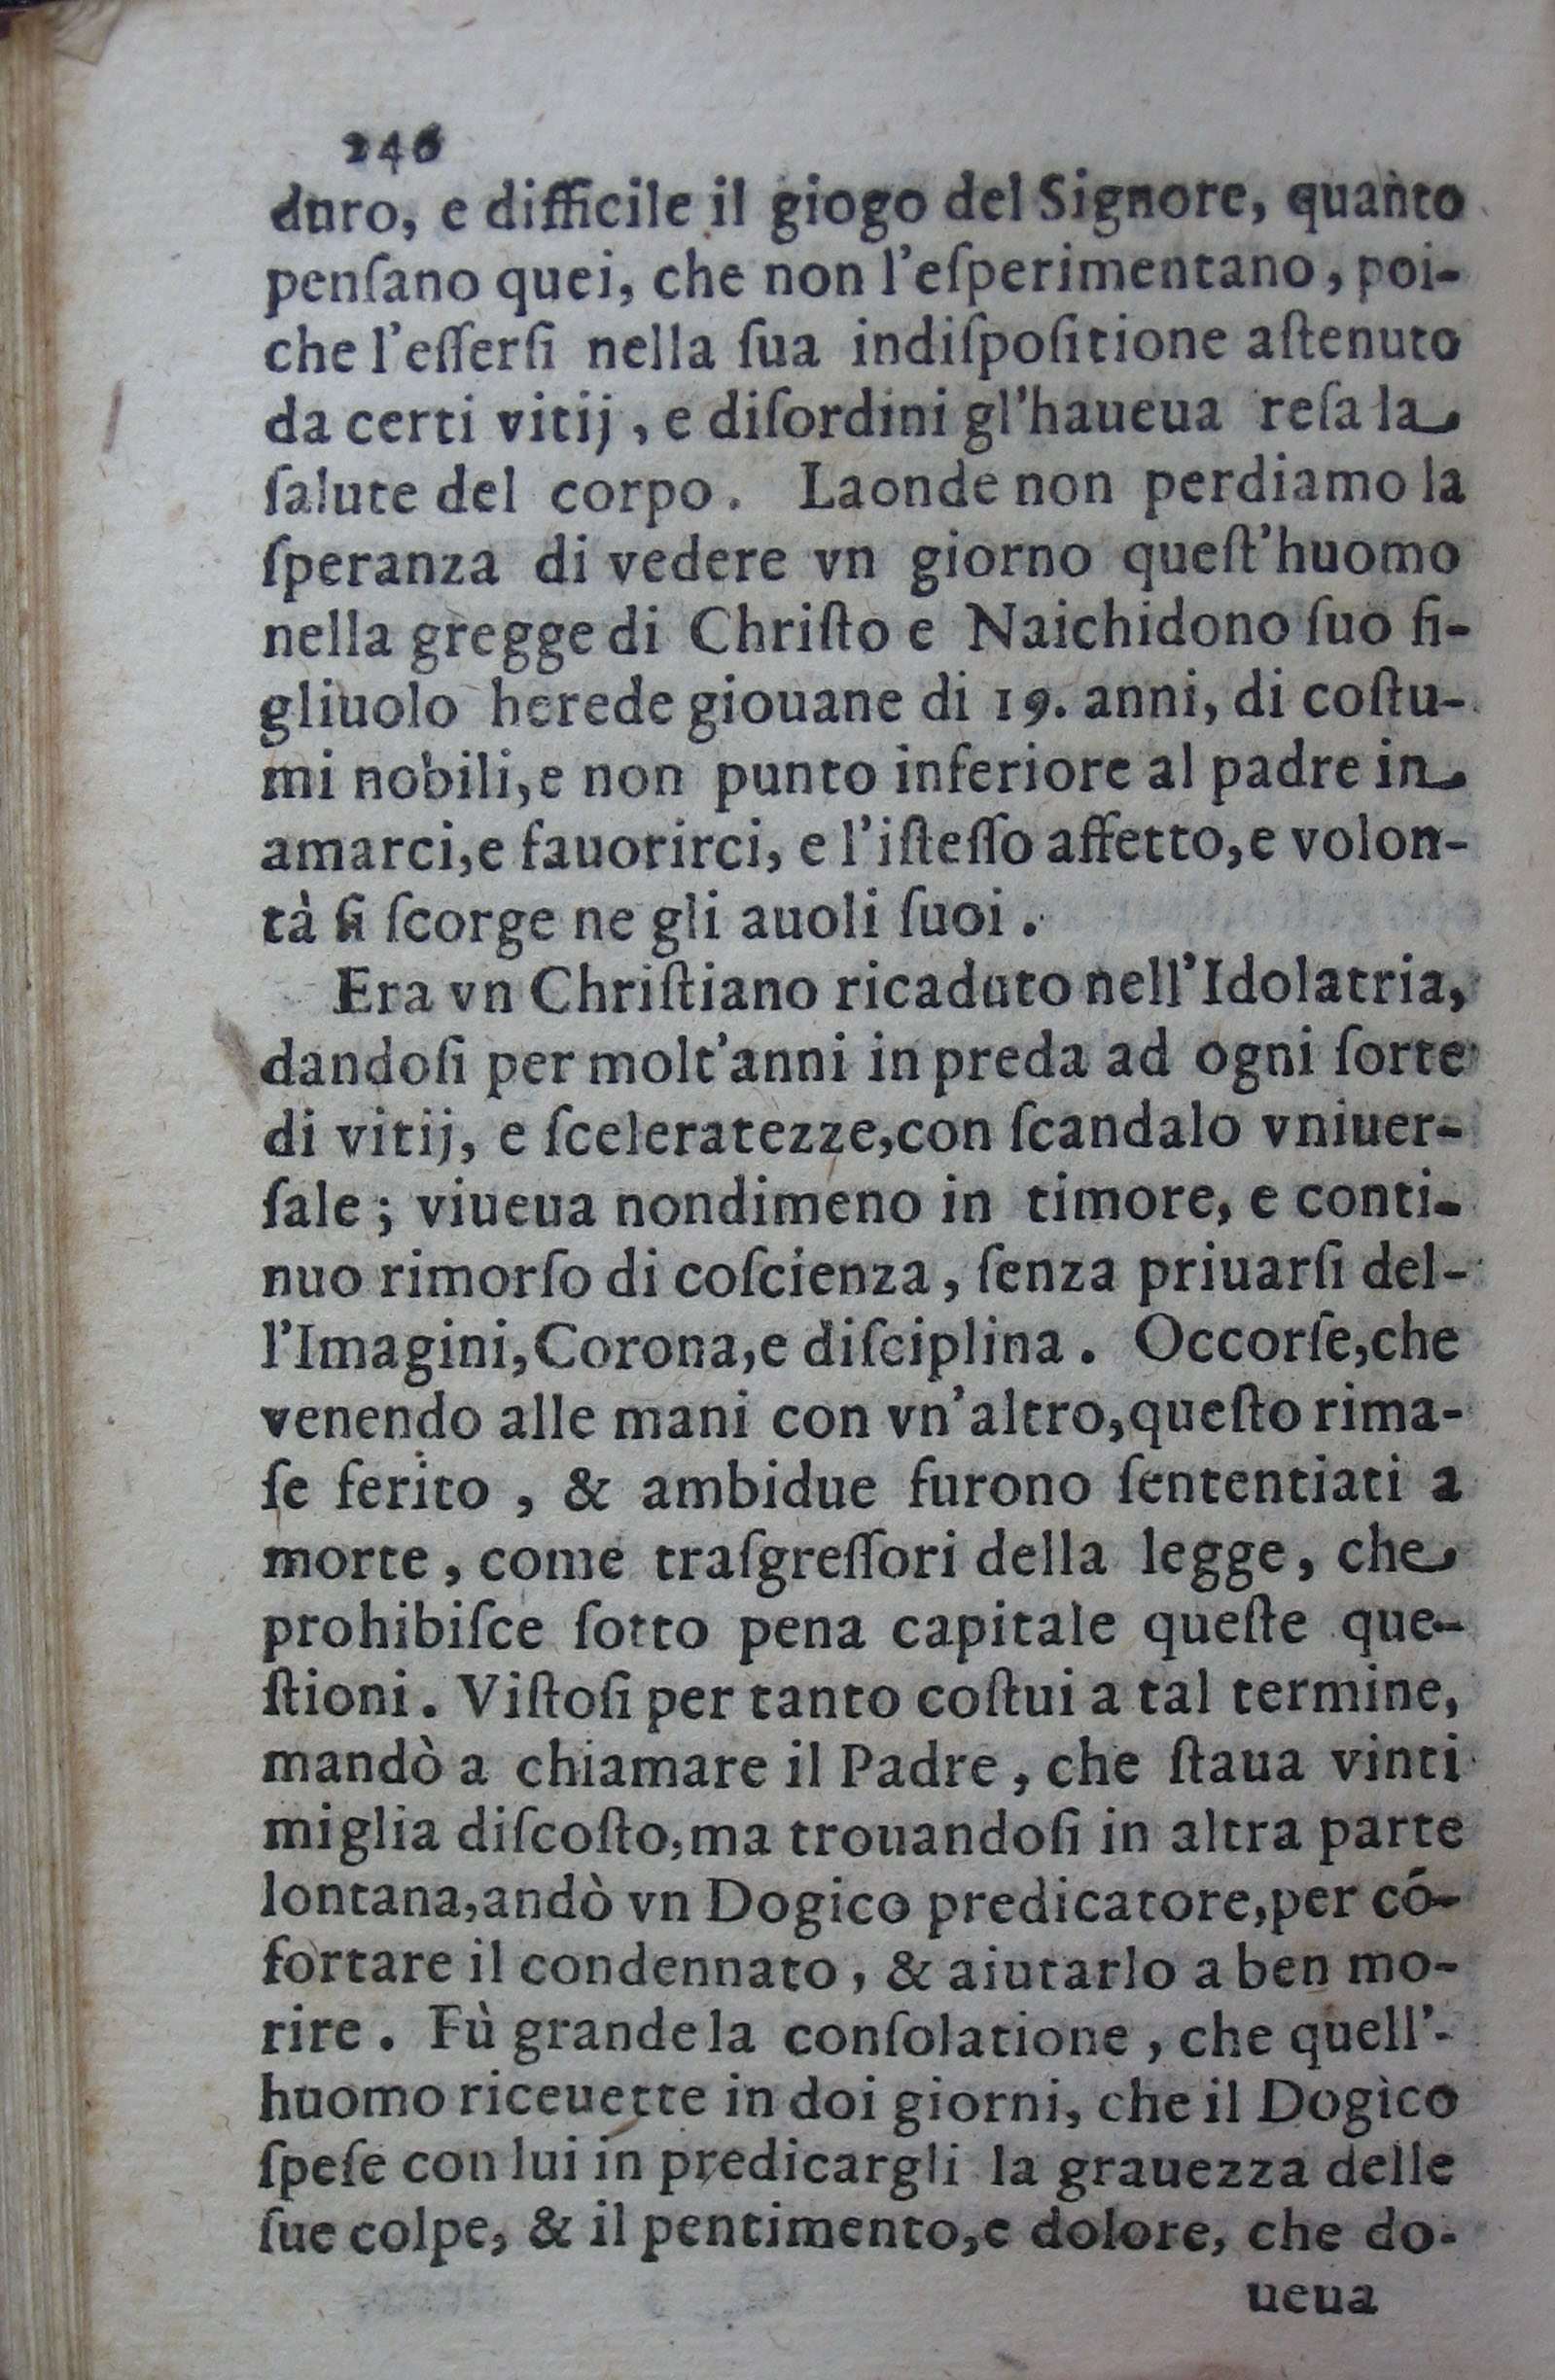 246
duro, e difficile il giogo del Signore, quanto
penſano quei, che non l'eſperimentano, poi-
che l'eſſerſi nella ſua indiſpoſitione aſtenuto
da certi vitij, e diſordini gl'haueua reſa la
ſalute del corpo. Laonde non perdiamo la
ſperanza di vedere vn giorno queſt'huomo
nella gregge di Chriſto e Naichidono ſuo fi-
gliuolo herede giouane di 19. anni, di coſtu-
mi nobili, e non punto inferiore al padre in
amarci, e fauorirci, e l'iſteſſo affetto, e volon-
tà ſi ſcorge ne gli auoli ſuoi.
Era vn Chriſtiano ricaduto nell'Idolatria,
dandoſi per molt'anni in preda ad ogni ſorte
di vitij, e ſceleratezze, con ſcandalo vniuer-
ſale; viueua nondimeno in timore, e conti-
nuo rimorſo di coſcienza, ſenza priuarſi del-
l'Imagini, Corona, e diſciplina. Occorſe, che
venendo alle mani con vn'altro, queſto rima-
ſe ferito, & ambidue furono ſententiati a
morte, come traſgreſſori della legge, che
prohibiſce ſotto pena capitale queſte que-
ſtioni. Viſtoſi per tanto coſtui a tal termine,
mandò a chiamare il Padre, che ſtaua vinti
miglia diſcoſto, ma trouandoſi in altra parte
lontana, andò vn Dogico predicatore, per cō-
fortare il condennato, & aiutarlo a ben mo-
rire. Fù grande la conſolatione, che quell'-
huomo riceuette in doi giorni, che il Dogico
ſpeſe con lui in predicargli la grauezza delle
ſue colpe, & il pentimento, e dolore, che do-
ueua